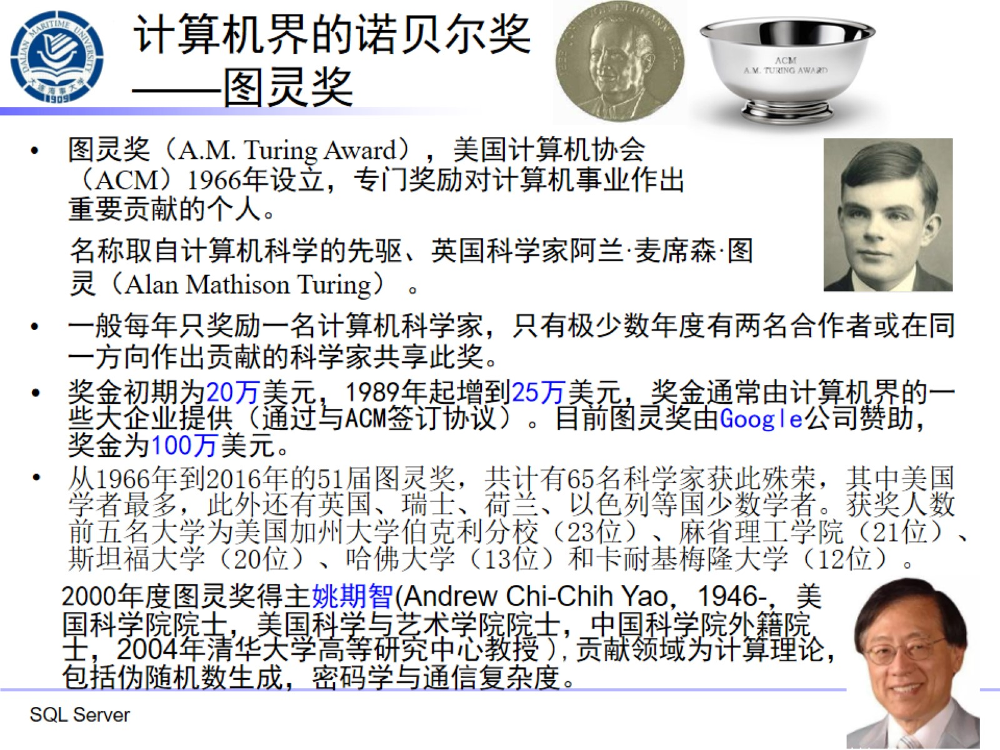 计算机界的诺贝尔奖
——图灵奖
DALIAN MARITIME UNIVERSITY
大连海事大学
1909
ACM
A.M. TURING AWARD
• 图灵奖（A.M. Turing Award），美国计算机协会
（ACM）1966年设立，专门奖励对计算机事业作出
重要贡献的个人。
名称取自计算机科学的先驱、英国科学家阿兰·麦席森·图
灵（Alan Mathison Turing） 。
• 一般每年只奖励一名计算机科学家，只有极少数年度有两名合作者或在同
一方向作出贡献的科学家共享此奖。
• 奖金初期为20万美元，1989年起增到25万美元，奖金通常由计算机界的一
些大企业提供（通过与ACM签订协议）。目前图灵奖由Google公司赞助，
奖金为100万美元。
• 从1966年到2016年的51届图灵奖，共计有65名科学家获此殊荣，其中美国
学者最多，此外还有英国、瑞士、荷兰、以色列等国少数学者。获奖人数
前五名大学为美国加州大学伯克利分校（23位）、麻省理工学院（21位）、
斯坦福大学（20位）、哈佛大学（13位）和卡耐基梅隆大学（12位）。
2000年度图灵奖得主姚期智(Andrew Chi-Chih Yao，1946-，美
国科学院院士，美国科学与艺术学院院士，中国科学院外籍院
士，2004年清华大学高等研究中心教授），贡献领域为计算理论，
包括伪随机数生成，密码学与通信复杂度。
SQL Server